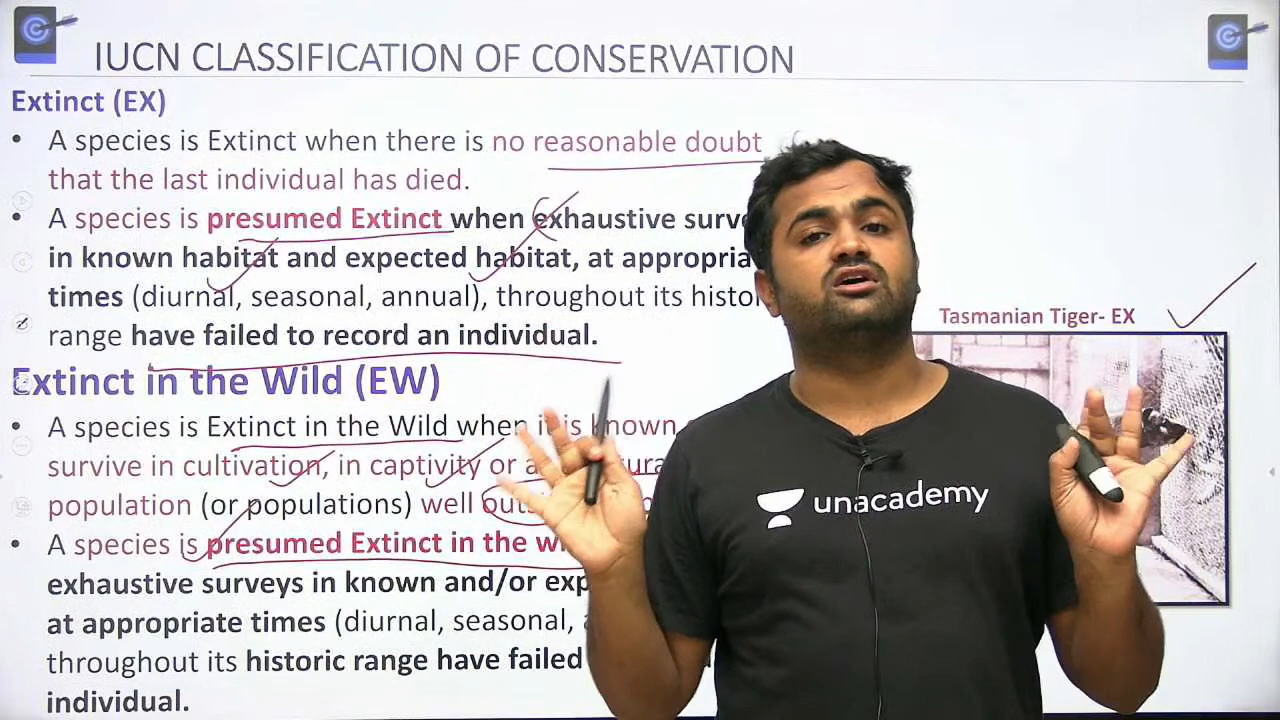 IUCN CLASSIFICATION OF CONSERVATION
Extinct (EX)
• A species is Extinct when there is no reasonable doubt
that the last individual has died.
• A species is presumed Extinct when exhaustive
in known habitat and expected habitat, at
times (diurnal, seasonal, annual), throughout its
range have failed to record an individual.
Tasmanian Tiger- EX
Extinct in the Wild (EW)
• A species is Extinct in the Wild when it is known
survive in cultivation, in captivity or
population (or populations) well
• A species is presumed Extinct in the
exhaustive surveys in known and/or
at appropriate times (diurnal, seasonal,
throughout its historic range have failed
individual.
unacademy